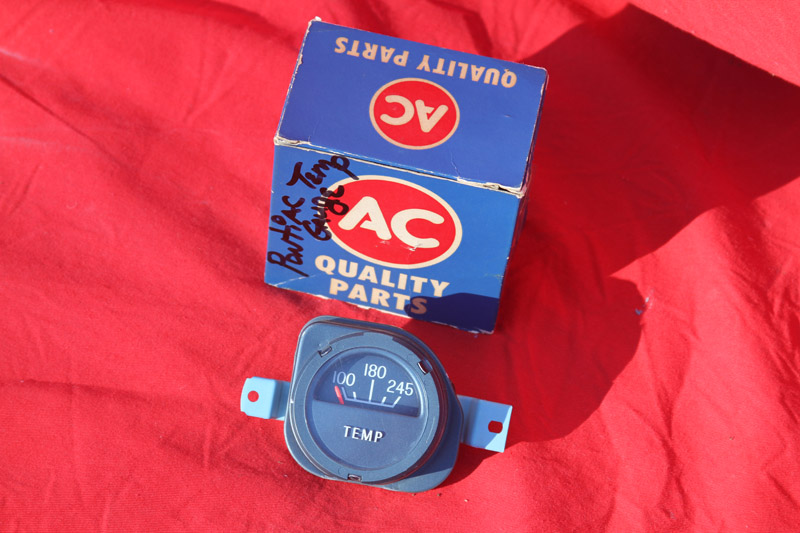 QUALITY PARTS
AC
PontiAC Temp
Gauge
AC
QUALITY
PARTS
100 180 245
TEMP